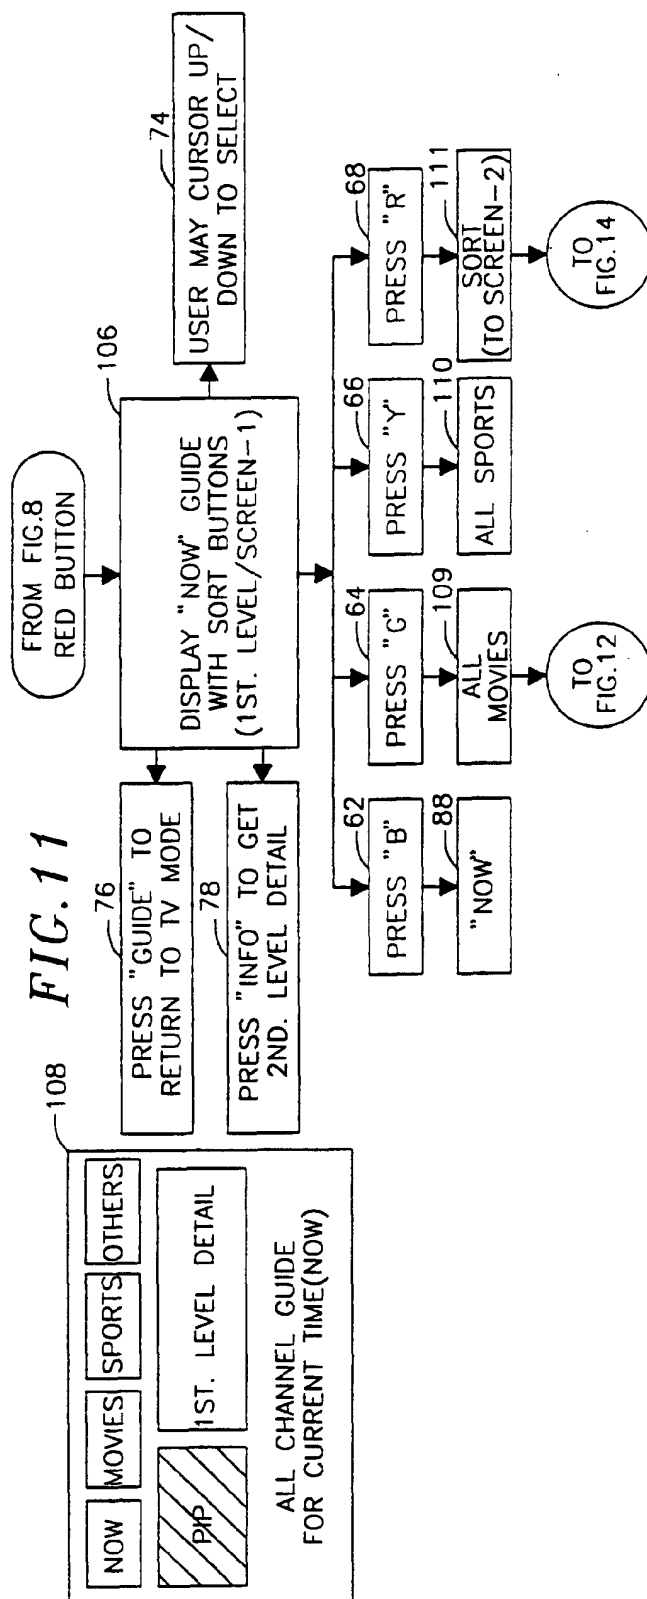 FIG.11
108
NOW
MOVIES
SPORTS
OTHERS
PIP
1ST. LEVEL DETAIL
ALL CHANNEL GUIDE
FOR CURRENT TIME(NOW)
FROM FIG.8
RED BUTTON
106
DISPLAY "NOW" GUIDE
WITH SORT BUTTONS
(1ST. LEVEL/SCREEN-1)
74
USER MAY CURSOR UP/
DOWN TO SELECT
76
PRESS "GUIDE" TO
RETURN TO TV MODE
78
PRESS "INFO" TO GET
2ND. LEVEL DETAIL
62
PRESS "B"
88
"NOW"
64
PRESS "G"
109
ALL
MOVIES
TO
FIG.12
66
PRESS "Y"
110
ALL SPORTS
68
PRESS "R"
111
SORT
(TO SCREEN-2)
TO
FIG.14